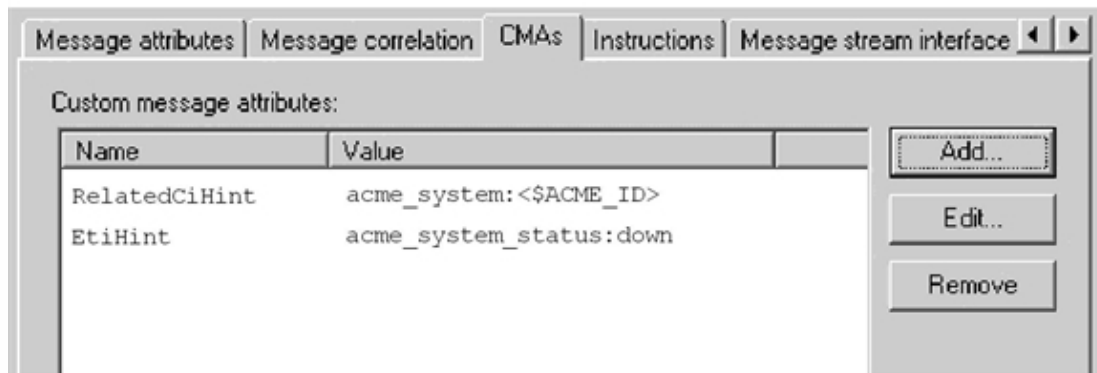 Message attributes Message correlation CMAs Instructions Message stream interface
Custom message attributes:
Name Value
Add...
RelatedCiHint acme_system:<$ACME_ID>
Edit...
EtiHint acme_system_status:down
Remove